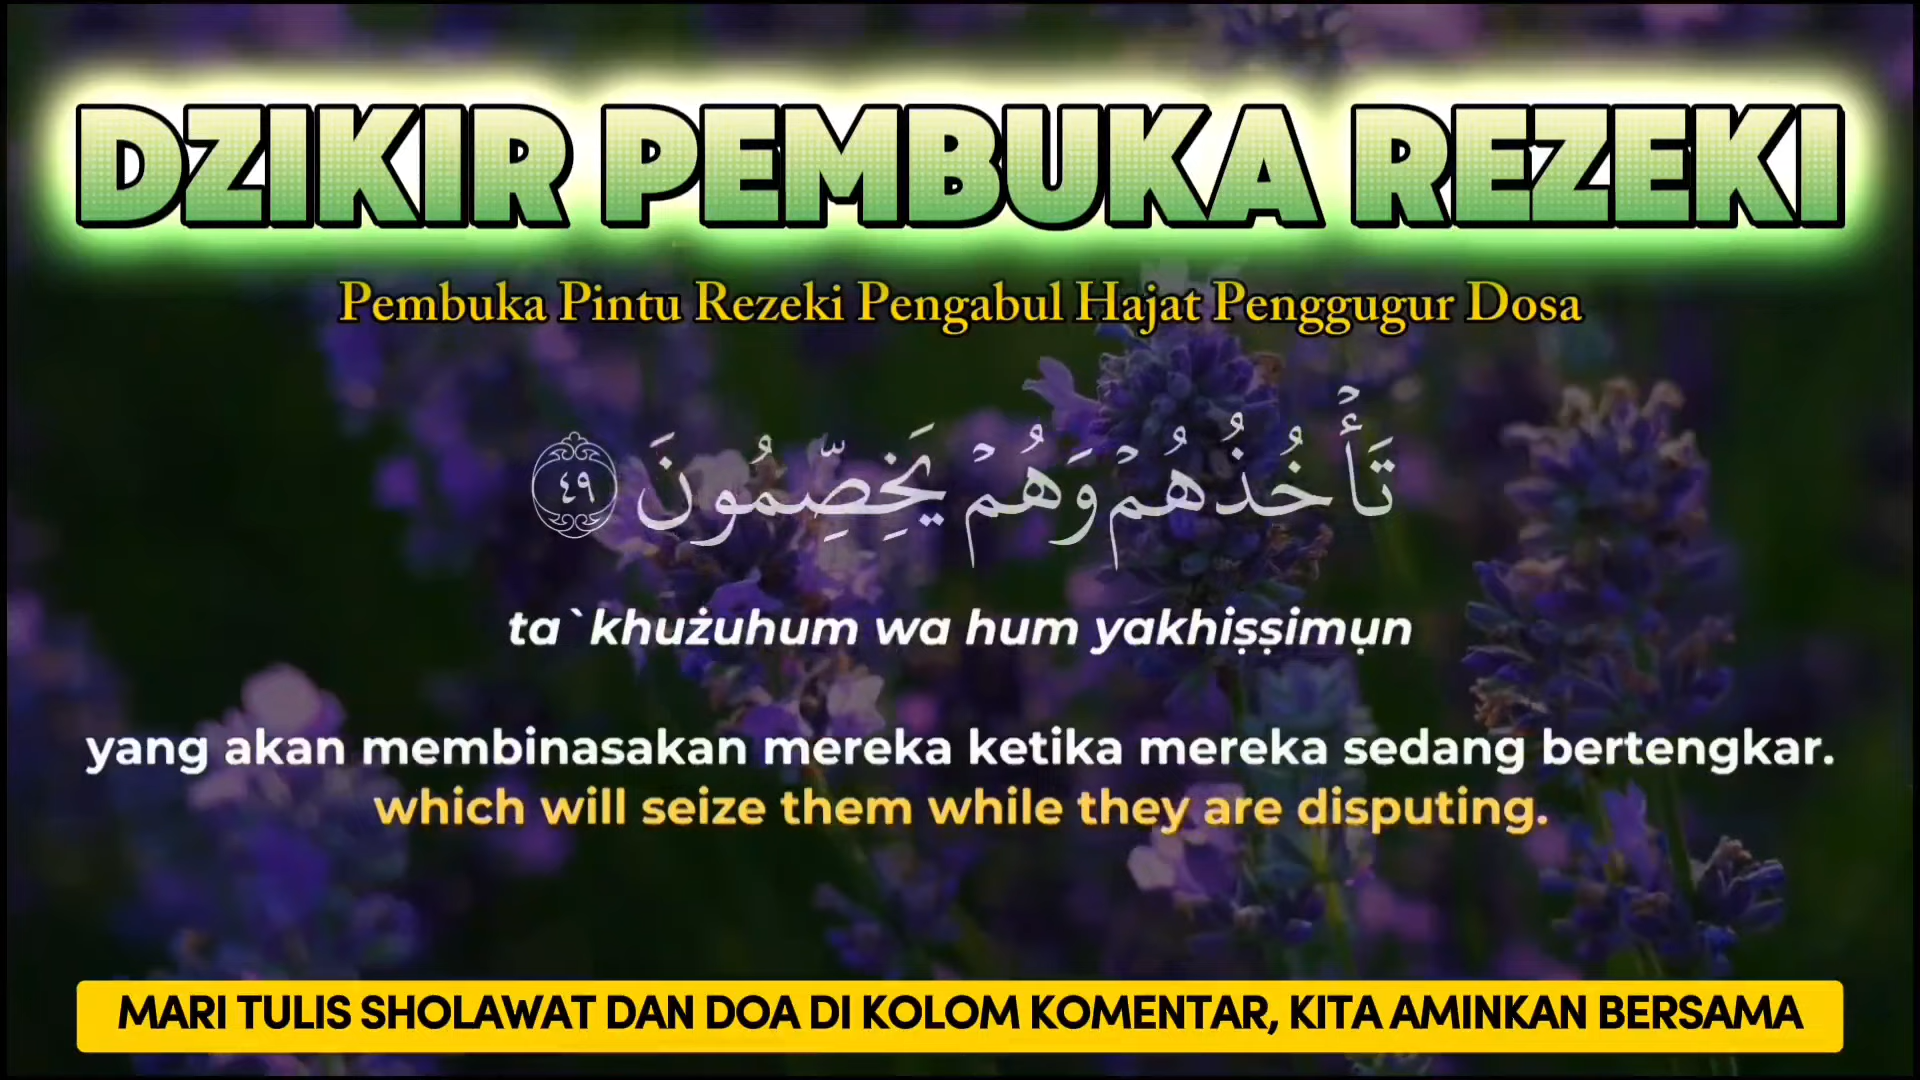 DZIKIR PEMBUKA REZEKI
Pembuka Pintu Rezeki Pengabul Hajat Penggugur Dosa
تَأْخُذُهُمْ وَهُمْ يَخِصِّمُونَ ٤٩
ta`khużuhum wa hum yakhiṣṣimụn
yang akan membinasakan mereka ketika mereka sedang bertengkar.
which will seize them while they are disputing.
MARI TULIS SHOLAWAT DAN DOA DI KOLOM KOMENTAR, KITA AMINKAN BERSAMA